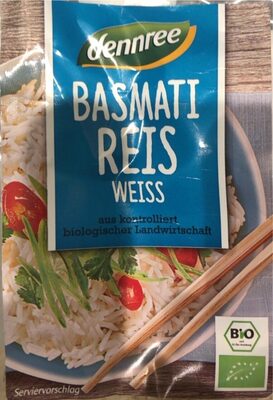 dennree
BASMATI
REIS
WEISS
aus kontrolliert
biologischer Landwirtschaft
BIO
Serviervorschlag